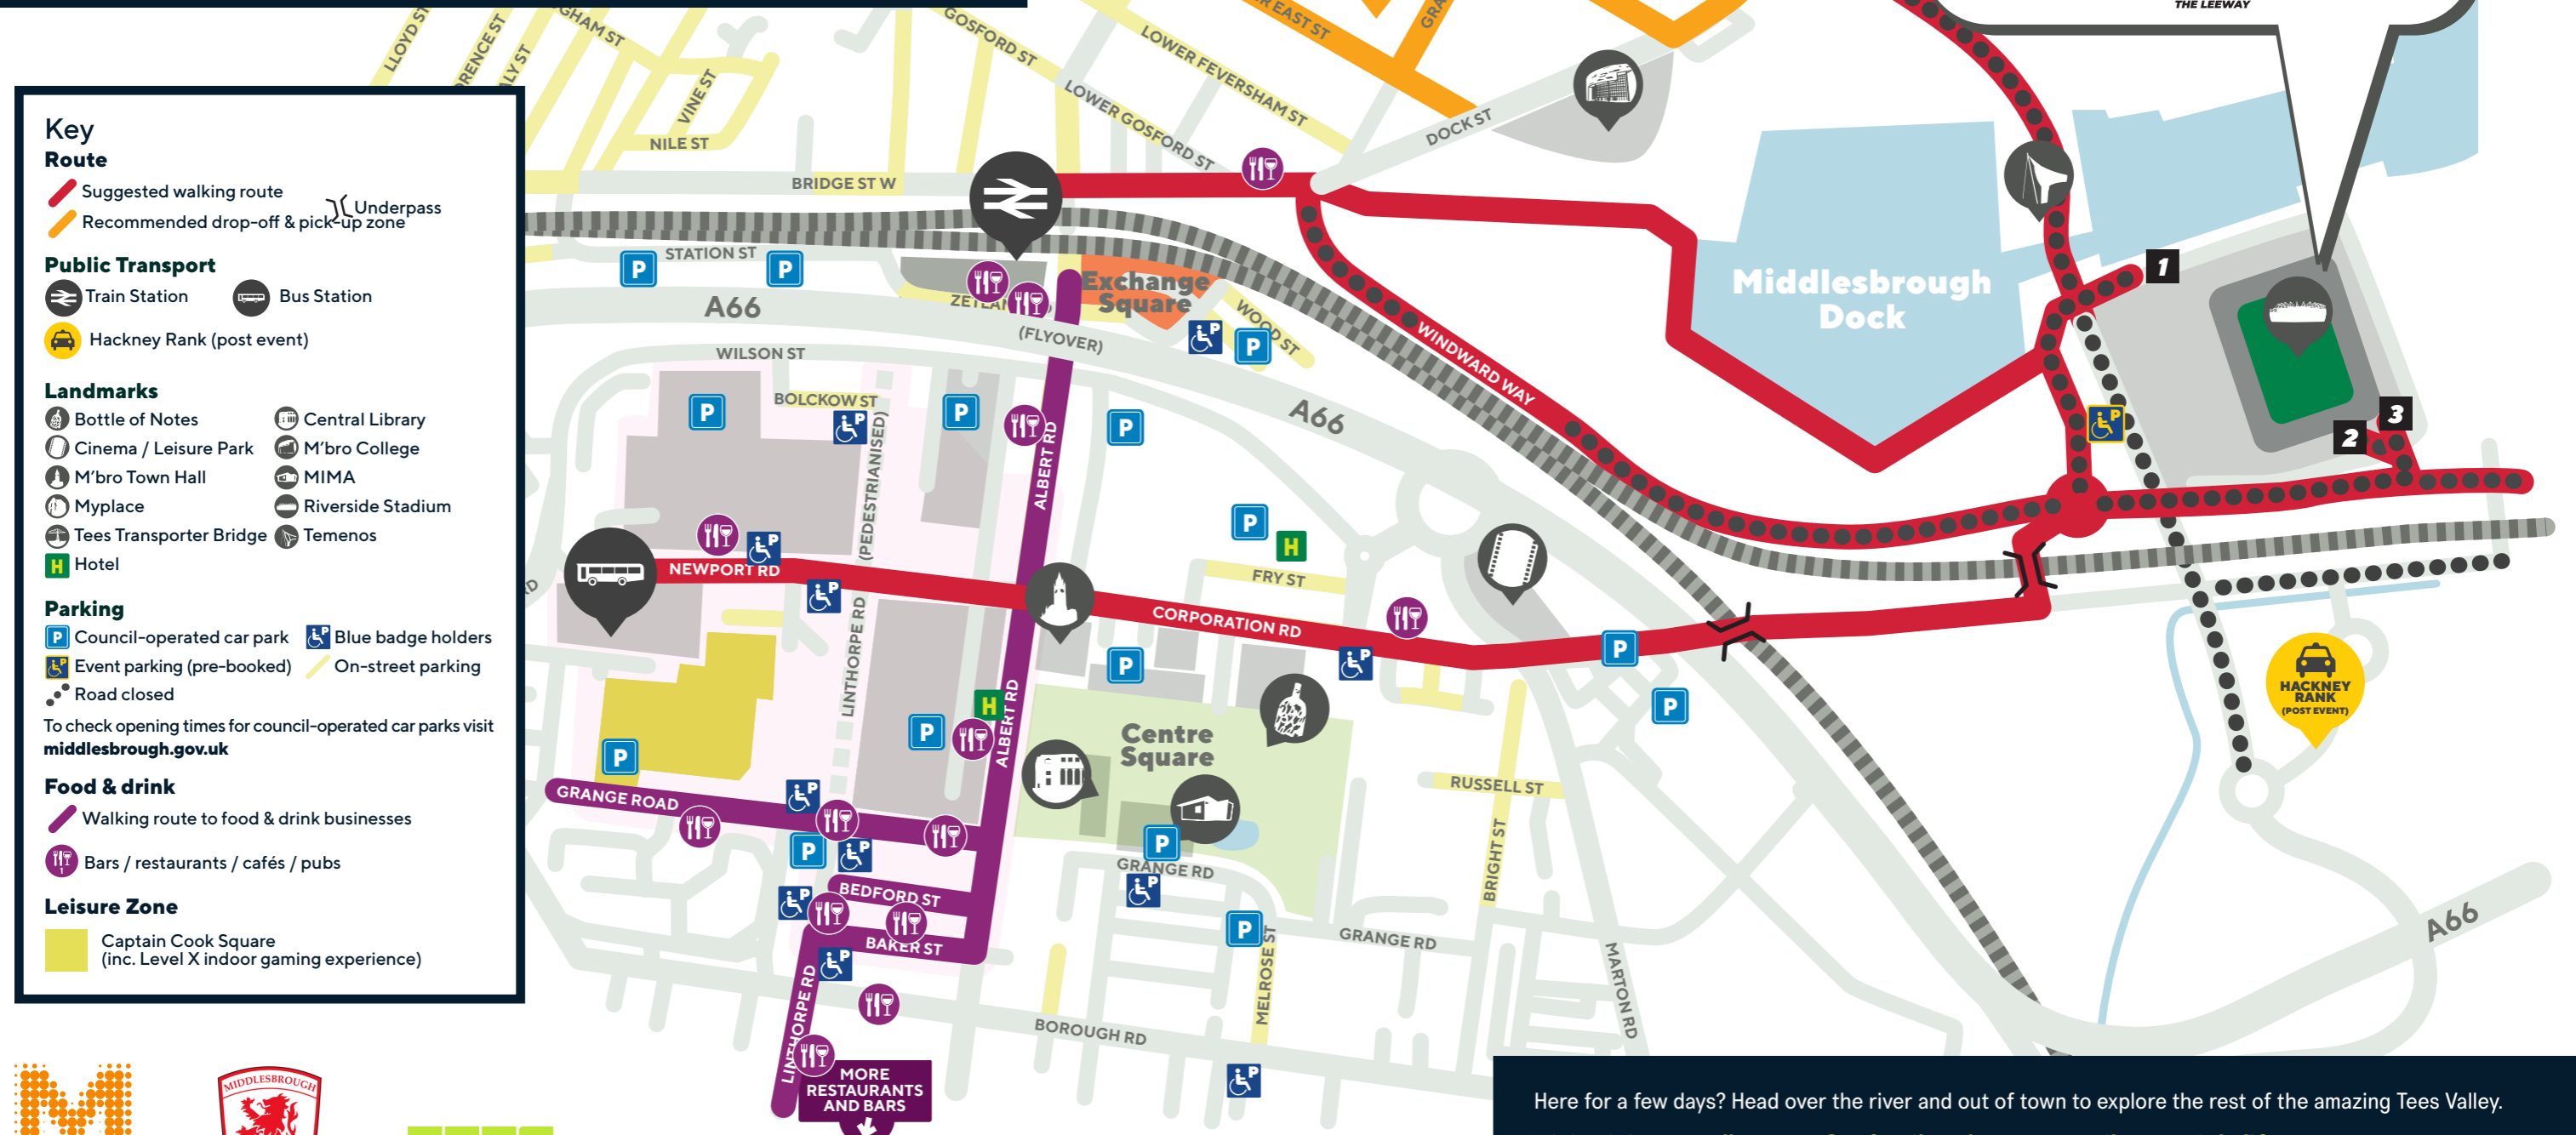 THE LEEWAY
Key
Route
Suggested walking route
Underpass
Recommended drop-off & pick-up zone
Public Transport
Train Station
Bus Station
Hackney Rank (post event)
Landmarks
Bottle of Notes
Central Library
Cinema / Leisure Park
M'bro College
M'bro Town Hall
MIMA
Myplace
Riverside Stadium
Tees Transporter Bridge
Temenos
H Hotel
Parking
P Council-operated car park
P Blue badge holders
P Event parking (pre-booked)
On-street parking
Road closed
To check opening times for council-operated car parks visit
middlesbrough.gov.uk
Food & drink
Walking route to food & drink businesses
1
Bars / restaurants / cafés / pubs
Leisure Zone
Captain Cook Square
(inc. Level X indoor gaming experience)
LLOYD ST
VINE ST
NILE ST
GOSFORD ST
LOWER GOSFORD ST
LOWER FEVERSHAM ST
EAST ST
DOCK ST
BRIDGE ST W
STATION ST
A66
(FLYOVER)
Exchange
Square
WOOD ST
WILSON ST
BOLCKOW ST
(PEDESTRIANISED)
LINTHORPE RD
ALBERT RD
A66
WINDWARD WAY
Middlesbrough
Dock
1
2
3
NEWPORT RD
CORPORATION RD
FRY ST
H
H
ALBERT RD
Centre
Square
GRANGE ROAD
BEDFORD ST
BAKER ST
LINTHORPE RD
GRANGE RD
GRANGE RD
MELROSE ST
BOROUGH RD
RUSSELL ST
BRIGHT ST
MARTON RD
A66
HACKNEY
RANK
(POST EVENT)
MORE
RESTAURANTS
AND BARS
MIDDLESBROUGH
Here for a few days? Head over the river and out of town to explore the rest of the amazing Tees Valley.